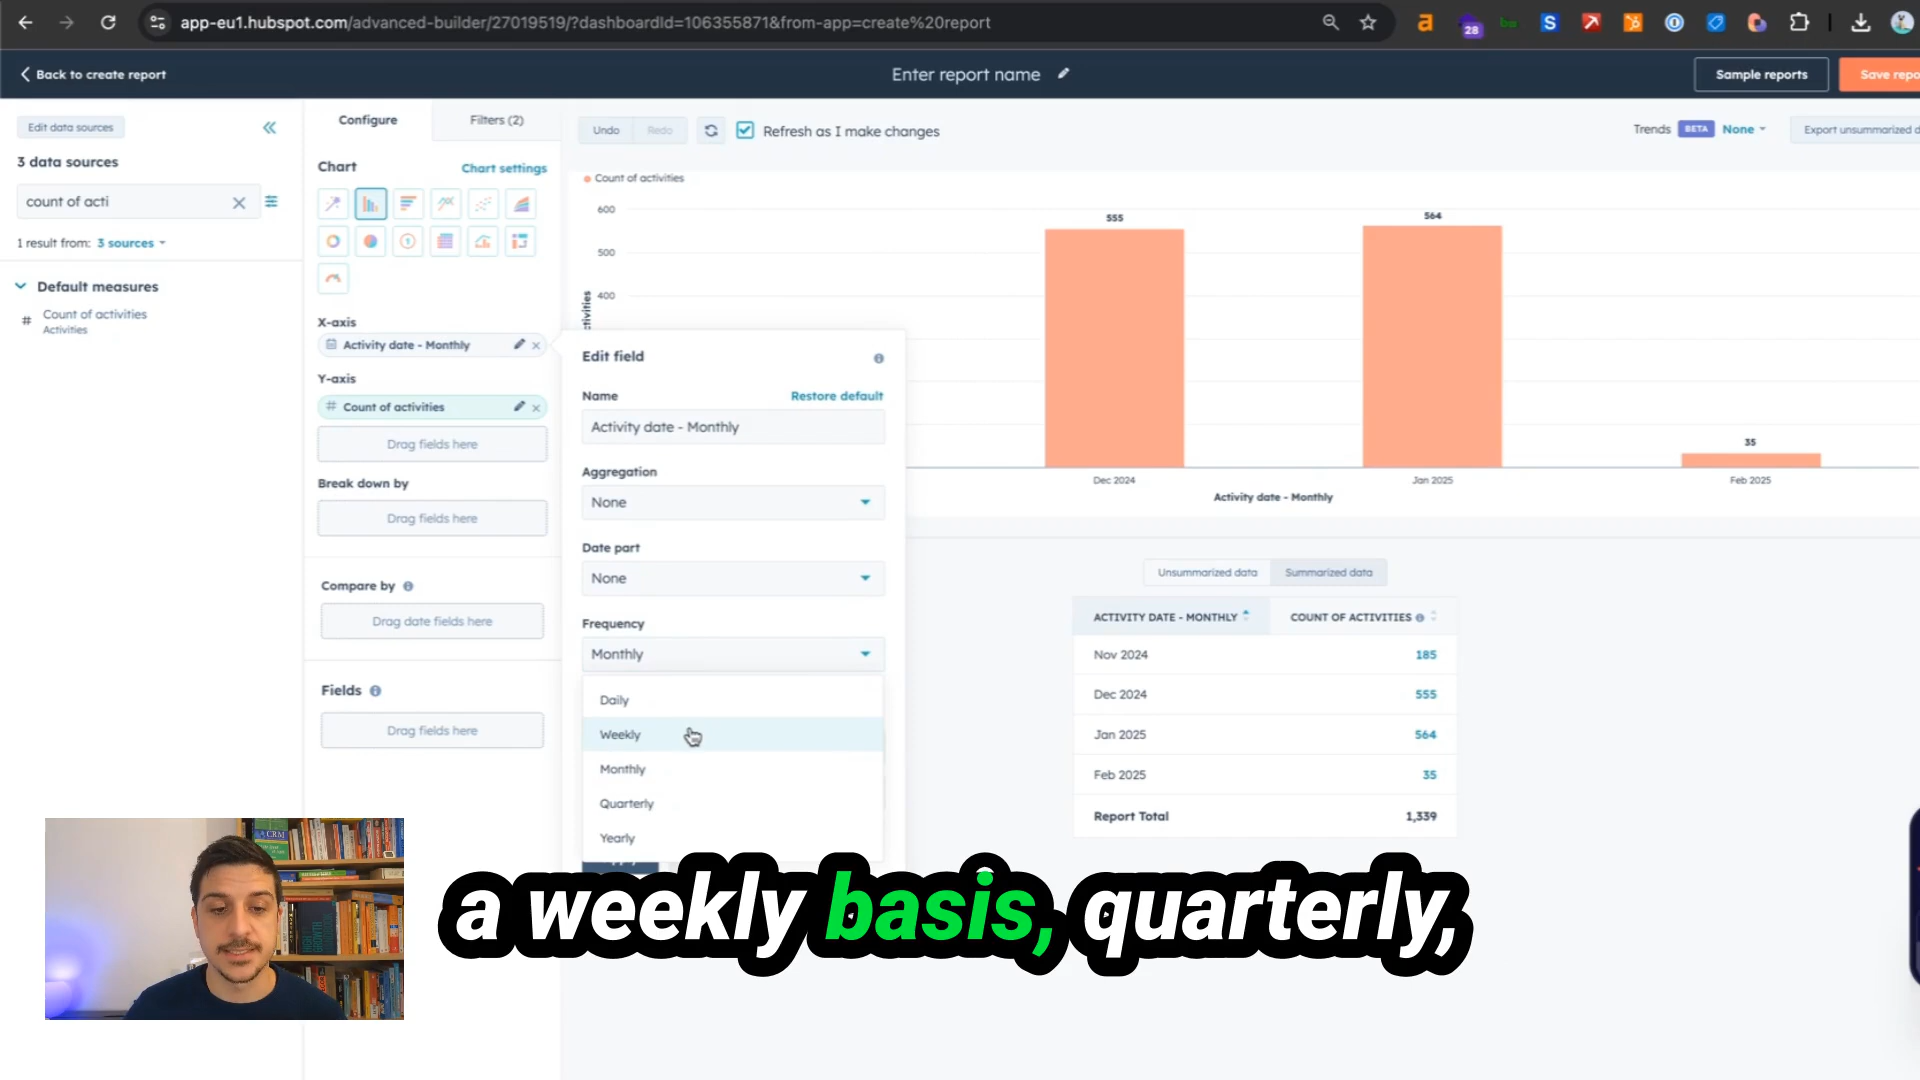 app-eu1.hubspot.com/advanced-builder/27019519/?dashboardId=106355871&from-app=create%20report
28
Back to create report
Enter report name
Sample reports
Save repo
Edit data sources
3 data sources
count of acti
1 result from: 3 sources
Default measures
# Count of activities
Activities
Configure
Filters (2)
Chart
Chart settings
X-axis
Activity date - Monthly
Y-axis
# Count of activities
Drag fields here
Break down by
Drag fields here
Compare by
Drag date fields here
Fields
Drag fields here
Undo
Redo
Refresh as I make changes
Trends BETA None
Export unsummarized d
Count of activities
600
500
400
555
564
35
Dec 2024
Jan 2025
Feb 2025
Activity date - Monthly
Edit field
Name
Restore default
Activity date - Monthly
Aggregation
None
Date part
None
Frequency
Monthly
Daily
Weekly
Monthly
Quarterly
Yearly
Unsummarized data
Summarized data
ACTIVITY DATE - MONTHLY
COUNT OF ACTIVITIES
Nov 2024 185
Dec 2024 555
Jan 2025 564
Feb 2025 35
Report Total 1,339
CRM
a weekly basis, quarterly,